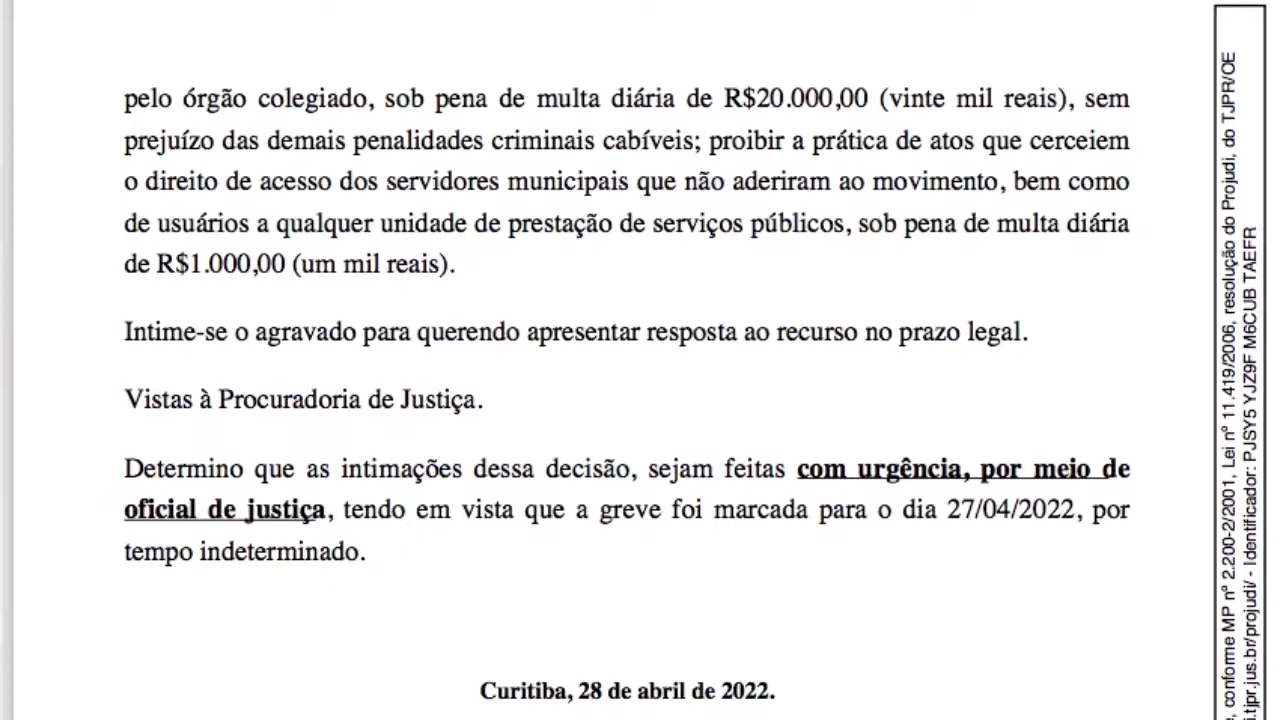 pelo órgão colegiado, sob pena de multa diária de R$20.000,00 (vinte mil reais), sem
prejuízo das demais penalidades criminais cabíveis; proibir a prática de atos que cerceiem
o direito de acesso dos servidores municipais que não aderiram ao movimento, bem como
de usuários a qualquer unidade de prestação de serviços públicos, sob pena de multa diária
de R$1.000,00 (um mil reais).
Intime-se o agravado para querendo apresentar resposta ao recurso no prazo legal.
Vistas à Procuradoria de Justiça.
Determino que as intimações dessa decisão, sejam feitas com urgência, por meio de
oficial de justiça, tendo em vista que a greve foi marcada para o dia 27/04/2022, por
tempo indeterminado.
Curitiba, 28 de abril de 2022.
, conforme MP nº 2.200-2/2001, Lei nº 11.419/2006, resolução do Projudi, do TJPR/OE
i.tjpr.jus.br/projudi/ - Identificador: PJSY5 YJZ9F M6CUB TAEFR